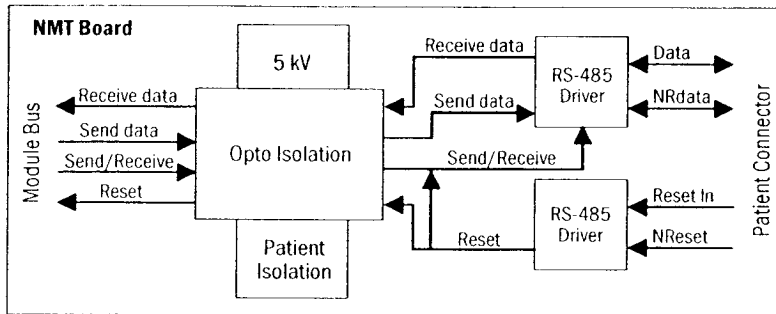 NMT Board
5 kV
Receive data
RS-485
Driver
Data
NRdata
Receive data
Send data
Send data
Opto Isolation
Send/Receive
Send/Receive
Reset
Module Bus
Patient
Isolation
Reset
RS-485
Driver
Reset In
NReset
Patient Connector